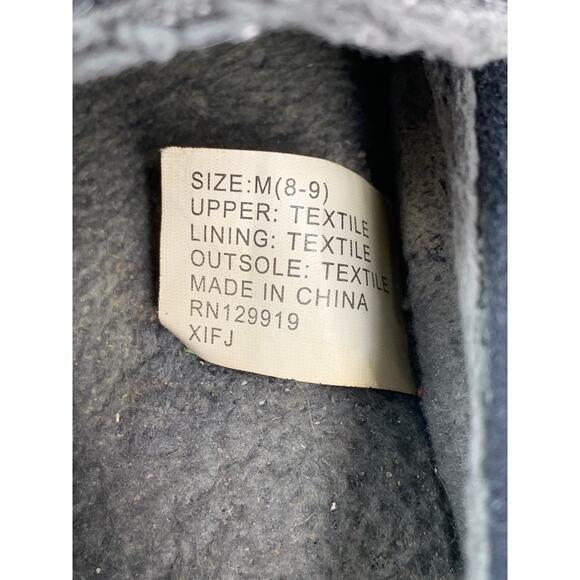 SIZE:M(8-9)
UPPER: TEXTILE
LINING: TEXTILE
OUTSOLE: TEXTILE
MADE IN CHINA
RN129919
XIFJ